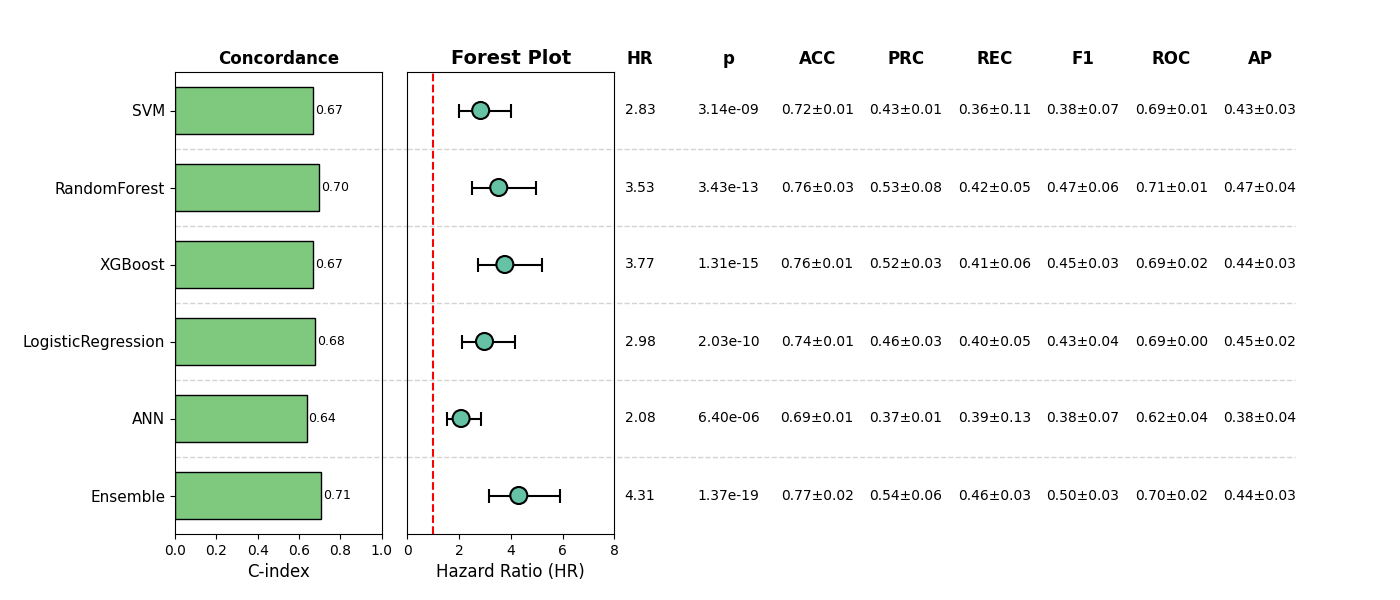 Concordance Forest Plot HR p ACC PRC REC F1 ROC AP
SVM 0.67 2.83 3.14e-09 0.72±0.01 0.43±0.01 0.36±0.11 0.38±0.07 0.69±0.01 0.43±0.03
RandomForest 0.70 3.53 3.43e-13 0.76±0.03 0.53±0.08 0.42±0.05 0.47±0.06 0.71±0.01 0.47±0.04
XGBoost 0.67 3.77 1.31e-15 0.76±0.01 0.52±0.03 0.41±0.06 0.45±0.03 0.69±0.02 0.44±0.03
LogisticRegression 0.68 2.98 2.03e-10 0.74±0.01 0.46±0.03 0.40±0.05 0.43±0.04 0.69±0.00 0.45±0.02
ANN 0.64 2.08 6.40e-06 0.69±0.01 0.37±0.01 0.39±0.13 0.38±0.07 0.62±0.04 0.38±0.04
Ensemble 0.71 4.31 1.37e-19 0.77±0.02 0.54±0.06 0.46±0.03 0.50±0.03 0.70±0.02 0.44±0.03
0.0 0.2 0.4 0.6 0.8 1.0 0 2 4 6 8
C-index Hazard Ratio (HR)